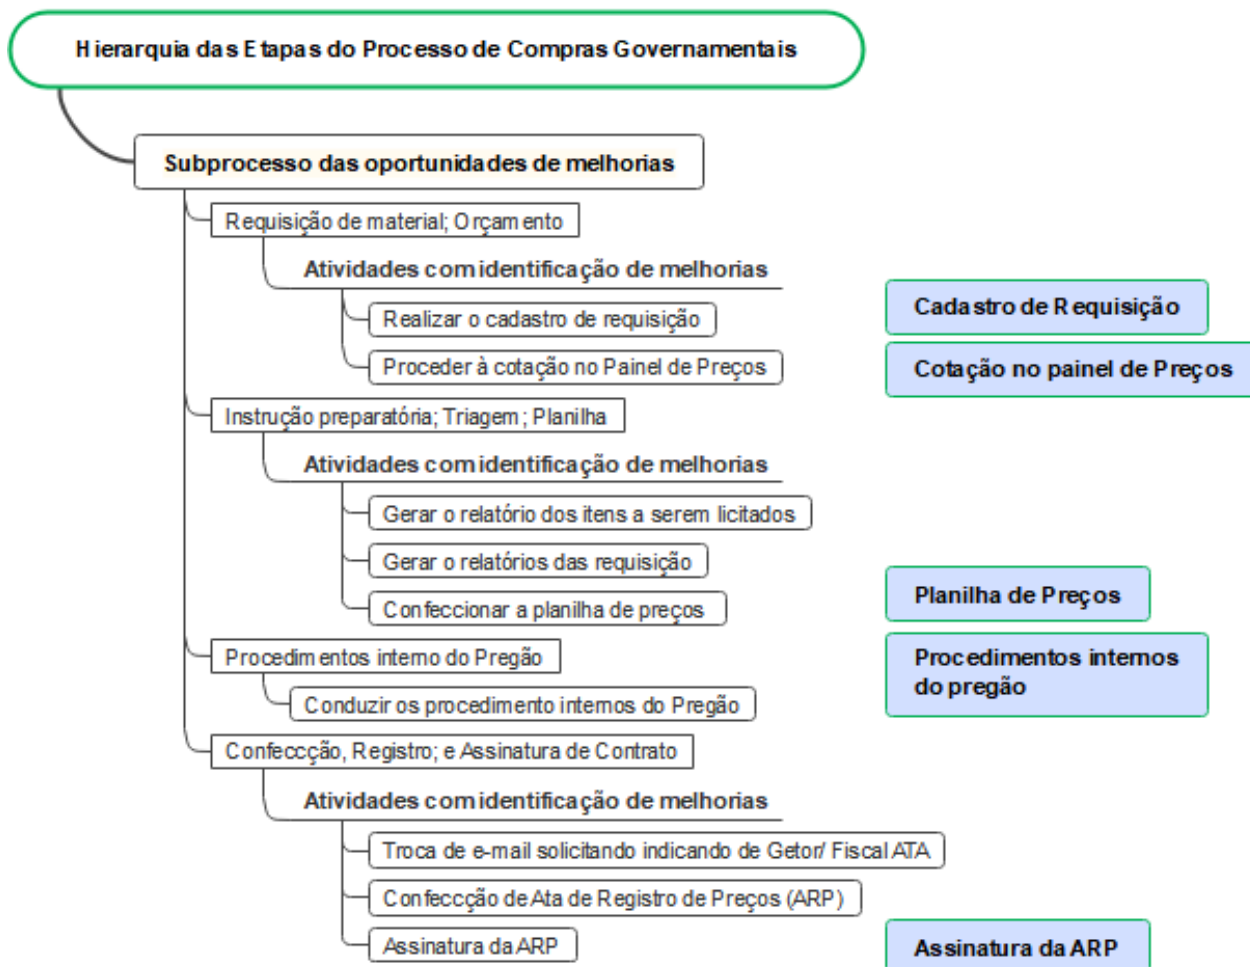 Hierarquia das Etapas do Processo de Compras Governamentais
Subprocesso das oportunidades de melhorias
Requisição de material; Orçamento
Atividades com identificação de melhorias
Cadastro de Requisição
Realizar o cadastro de requisição
Proceder à cotação no Painel de Preços
Cotação no painel de Preços
Instrução preparatória; Triagem; Planilha
Atividades com identificação de melhorias
Gerar o relatório dos itens a serem licitados
Gerar o relatórios das requisição
Confeccionar a planilha de preços
Planilha de Preços
Procedimentos interno do Pregão
Procedimentos internos
do pregão
Conduzir os procedimento internos do Pregão
Confeccção, Registro; e Assinatura de Contrato
Atividades com identificação de melhorias
Troca de e-mail solicitando indicando de Getor/ Fiscal ATA
Confeccção de Ata de Registro de Preços (ARP)
Assinatura da ARP
Assinatura da ARP